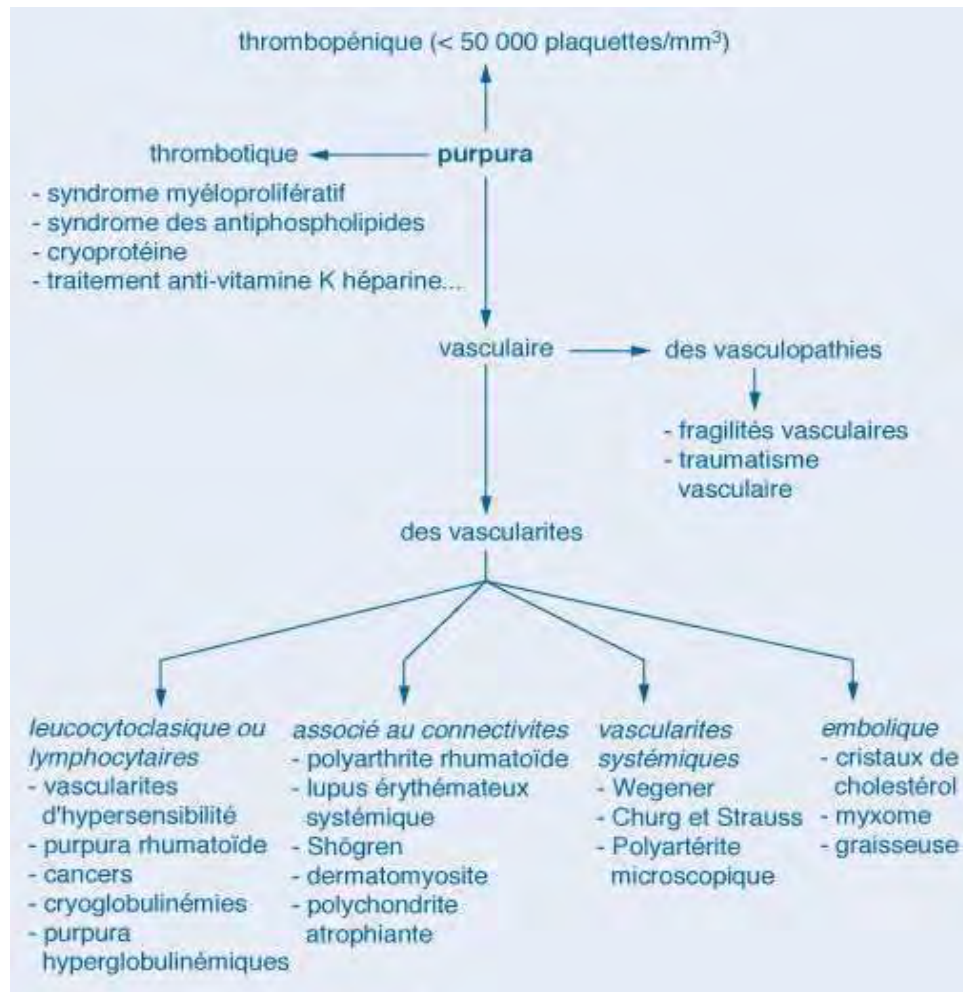 thrombopénique (< 50 000 plaquettes/mm³)
thrombotique
purpura
- syndrome myéloprolifératif
- syndrome des antiphospholipides
- cryoprotéine
- traitement anti-vitamine K héparine...
vasculaire
des vasculopathies
- fragilités vasculaires
- traumatisme
vasculaire
des vascularites
leucocytoclasique ou
lymphocytaires
- vascularites
d'hypersensibilité
- purpura rhumatoïde
- cancers
- cryoglobulinémies
- purpura
hyperglobulinémiques
associé au connectivites
- polyarthrite rhumatoïde
- lupus érythémateux
systémique
- Shögren
- dermatomyosite
- polychondrite
atrophiante
vascularites
systémiques
- Wegener
- Churg et Strauss
- Polyartérite
microscopique
embolique
- cristaux de
cholestérol
- myxome
- graisseuse